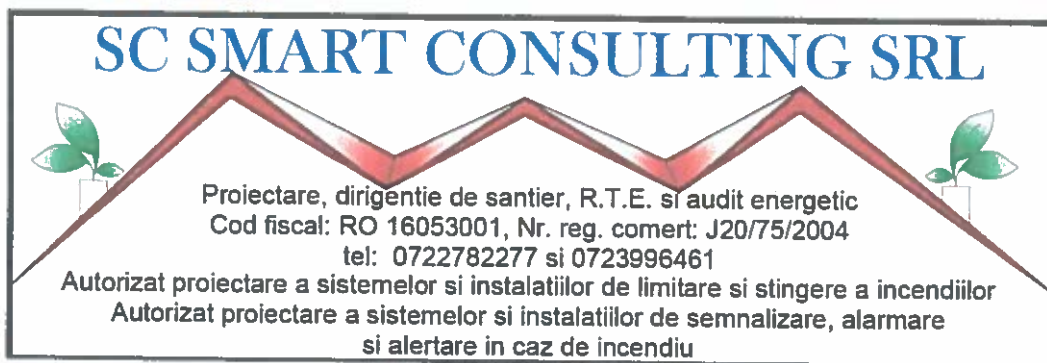 SC SMART CONSULTING SRL
Proiectare, dirigentie de santier, R.T.E. si audit energetic
Cod fiscal: RO 16053001, Nr. reg. comert: J20/75/2004
tel: 0722782277 si 0723996461
Autorizat proiectare a sistemelor si instalatiilor de limitare si stingere a incendiilor
Autorizat proiectare a sistemelor si instalatiilor de semnalizare, alarmare
si alertare in caz de incendiu